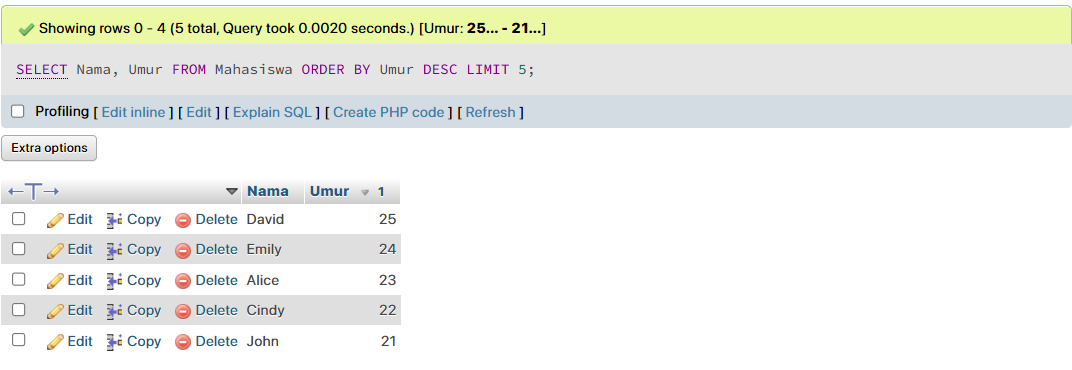 Showing rows 0 - 4 (5 total, Query took 0.0020 seconds.) [Umur: 25... - 21...]
SELECT Nama, Umur FROM Mahasiswa ORDER BY Umur DESC LIMIT 5;
Profiling [ Edit inline ] [ Edit ] [ Explain SQL ] [ Create PHP code ] [ Refresh ]
Extra options
←T→ Nama Umur 1
Edit Copy Delete David 25
Edit Copy Delete Emily 24
Edit Copy Delete Alice 23
Edit Copy Delete Cindy 22
Edit Copy Delete John 21